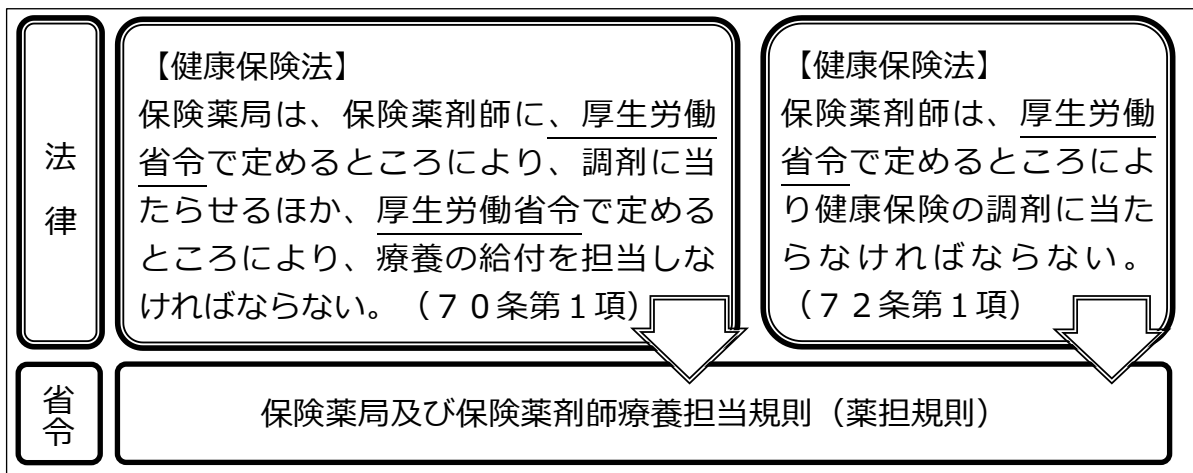 法律
【健康保険法】
保険薬局は、保険薬剤師に、厚生労働
省令で定めるところにより、調剤に当
たらせるほか、厚生労働省令で定める
ところにより、療養の給付を担当しな
ければならない。（７０条第１項）
【健康保険法】
保険薬剤師は、厚生労働
省令で定めるところによ
り健康保険の調剤に当た
らなければならない。
（７２条第１項）
省令
保険薬局及び保険薬剤師療養担当規則（薬担規則）